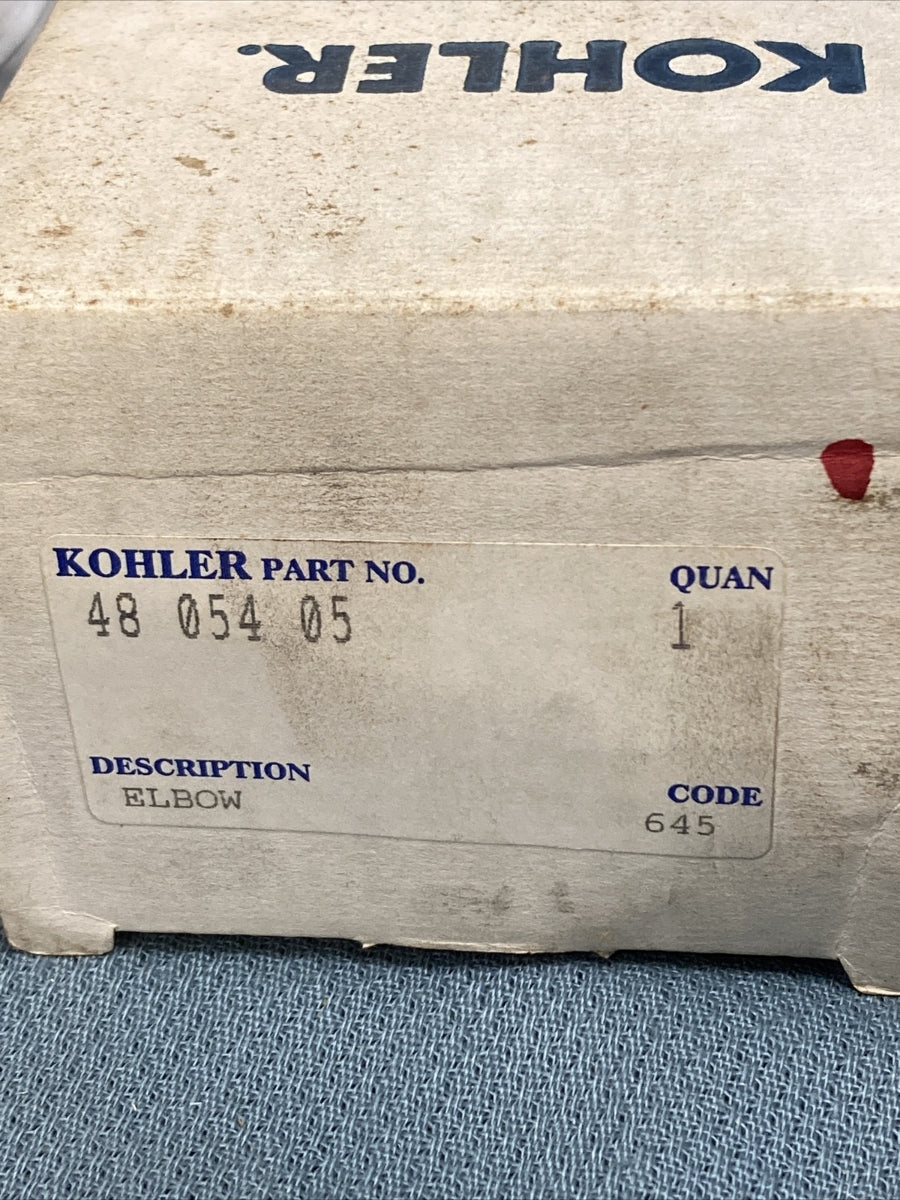 KOHLER.
KOHLER PART NO.
48 054 05
QUAN
1
DESCRIPTION
ELBOW
CODE
645